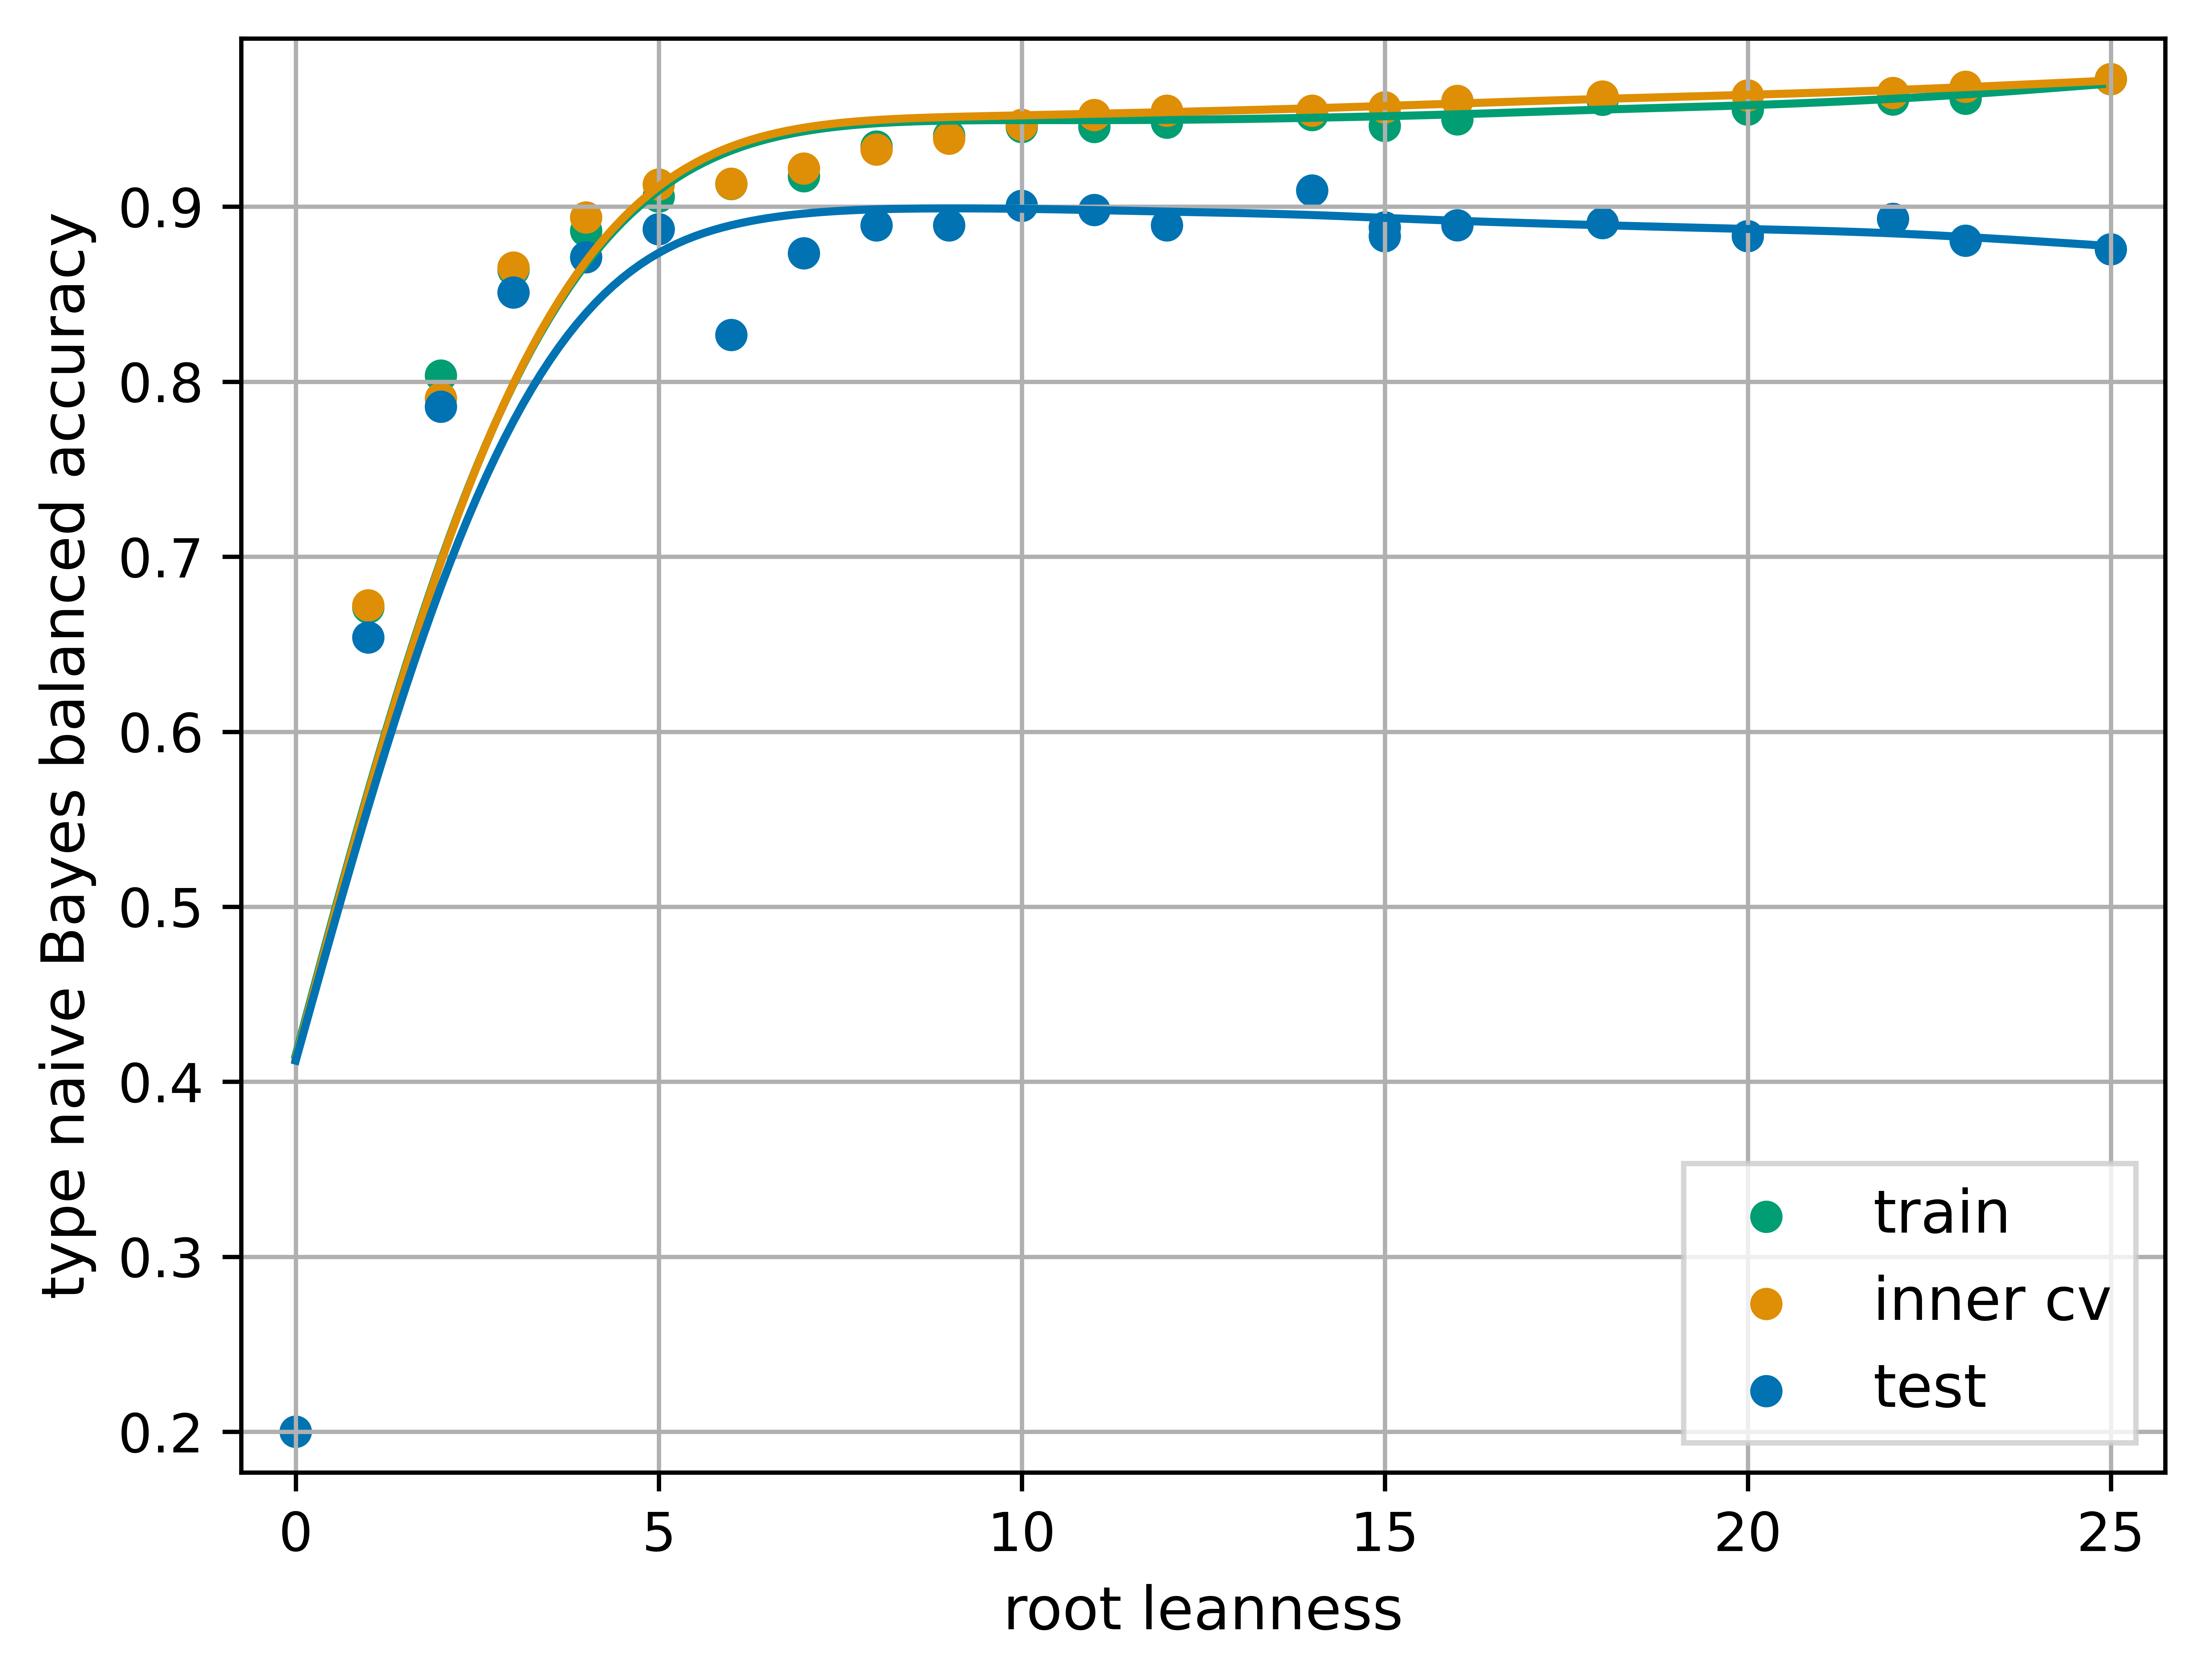 type naive Bayes balanced accuracy
0.9
0.8
0.7
0.6
0.5
0.4
0.3
0.2
train
inner cv
test
0 5 10 15 20 25
root leanness